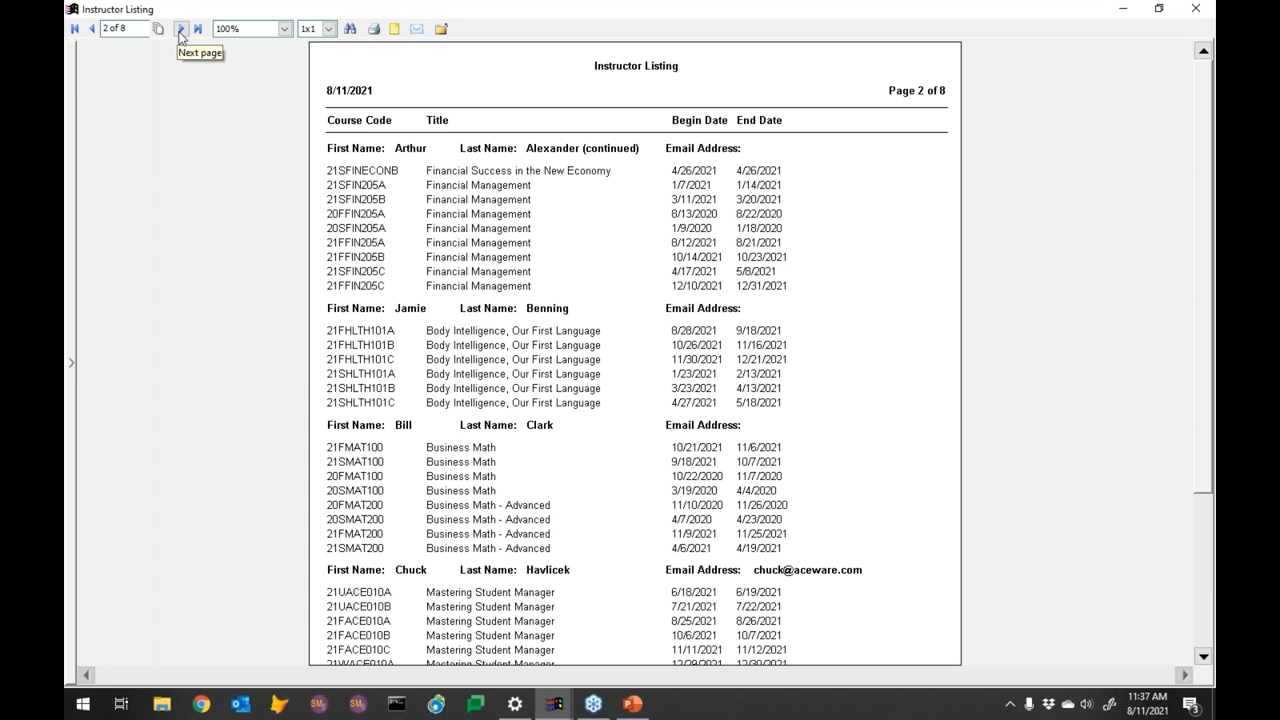 Instructor Listing
2 of 8
100%
1x1
Next page
Instructor Listing
8/11/2021 Page 2 of 8
Course Code Title Begin Date End Date
First Name: Arthur Last Name: Alexander (continued) Email Address:
21SFINECONB Financial Success in the New Economy 4/26/2021 4/26/2021
21SFIN205A Financial Management 1/7/2021 1/14/2021
21SFIN205B Financial Management 3/11/2021 3/20/2021
20FFIN205A Financial Management 8/13/2020 8/22/2020
20SFIN205A Financial Management 1/9/2020 1/18/2020
21FFIN205A Financial Management 8/12/2021 8/21/2021
21FFIN205B Financial Management 10/14/2021 10/23/2021
21SFIN205C Financial Management 4/17/2021 5/8/2021
21FFIN205C Financial Management 12/10/2021 12/31/2021
First Name: Jamie Last Name: Benning Email Address:
21FHLTH101A Body Intelligence, Our First Language 8/28/2021 9/18/2021
21FHLTH101B Body Intelligence, Our First Language 10/26/2021 11/16/2021
21FHLTH101C Body Intelligence, Our First Language 11/30/2021 12/21/2021
21SHLTH101A Body Intelligence, Our First Language 1/23/2021 2/13/2021
21SHLTH101B Body Intelligence, Our First Language 3/23/2021 4/13/2021
21SHLTH101C Body Intelligence, Our First Language 4/27/2021 5/18/2021
First Name: Bill Last Name: Clark Email Address:
21FMAT100 Business Math 10/21/2021 11/6/2021
21SMAT100 Business Math 9/18/2021 10/7/2021
20FMAT100 Business Math 10/22/2020 11/7/2020
20SMAT100 Business Math 3/19/2020 4/4/2020
20FMAT200 Business Math - Advanced 11/10/2020 11/26/2020
20SMAT200 Business Math - Advanced 4/7/2020 4/23/2020
21FMAT200 Business Math - Advanced 11/9/2021 11/25/2021
21SMAT200 Business Math - Advanced 4/6/2021 4/19/2021
First Name: Chuck Last Name: Havlicek Email Address: chuck@aceware.com
21UACE010A Mastering Student Manager 6/18/2021 6/19/2021
21UACE010B Mastering Student Manager 7/21/2021 7/22/2021
21FACE010A Mastering Student Manager 8/25/2021 8/26/2021
21FACE010B Mastering Student Manager 10/6/2021 10/7/2021
21FACE010C Mastering Student Manager 11/11/2021 11/12/2021
21WACE010A Mastering Student Manager 12/29/2021 12/30/2021
SM SM
11:37 AM
8/11/2021
3